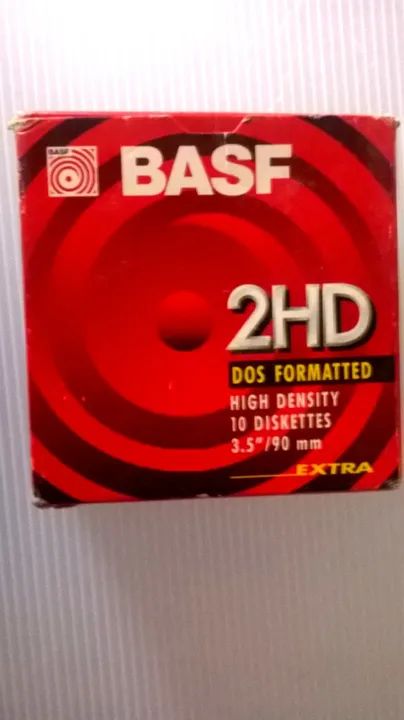 BASF
BASF
2HD
DOS FORMATTED
HIGH DENSITY
10 DISKETTES
3.5"/90 mm
EXTRA